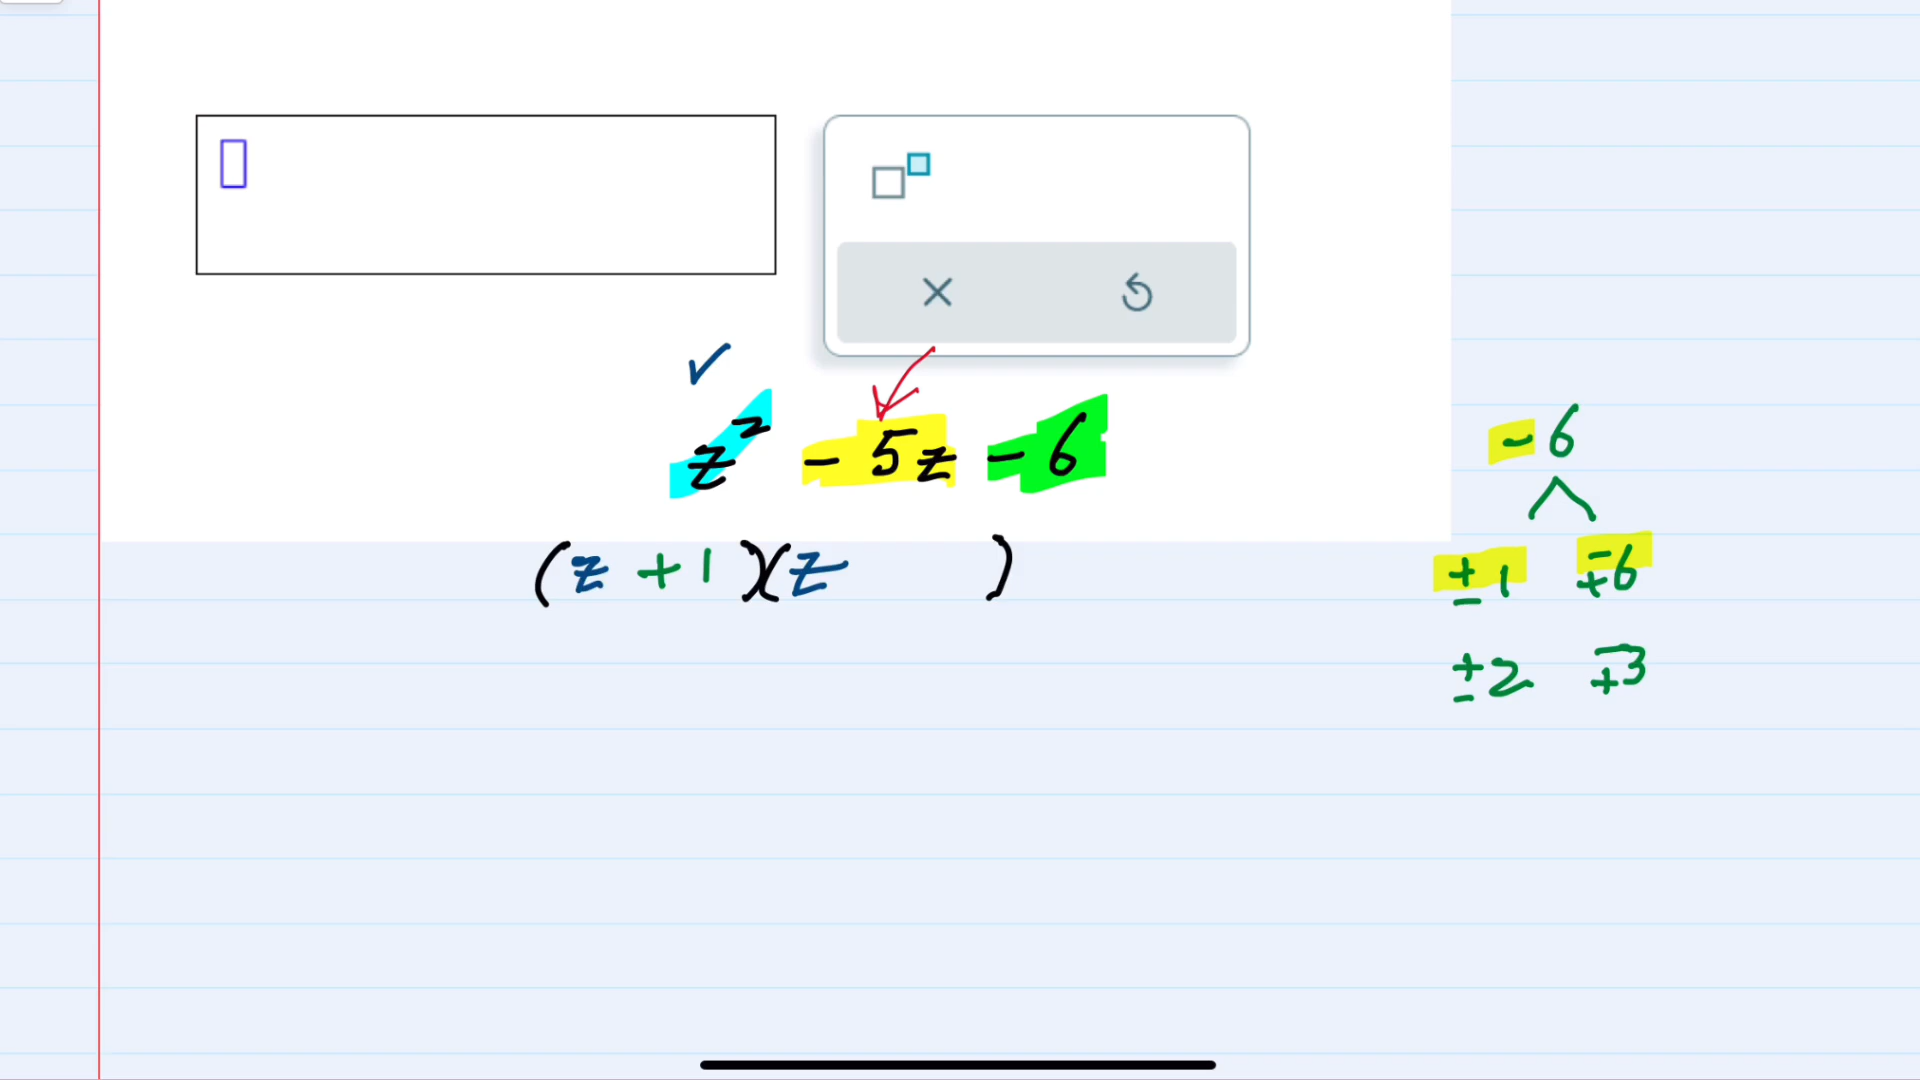 z² - 5z - 6
- 6
(z + 1)(z )
± 1 ∓ 6
± 2 ∓ 3